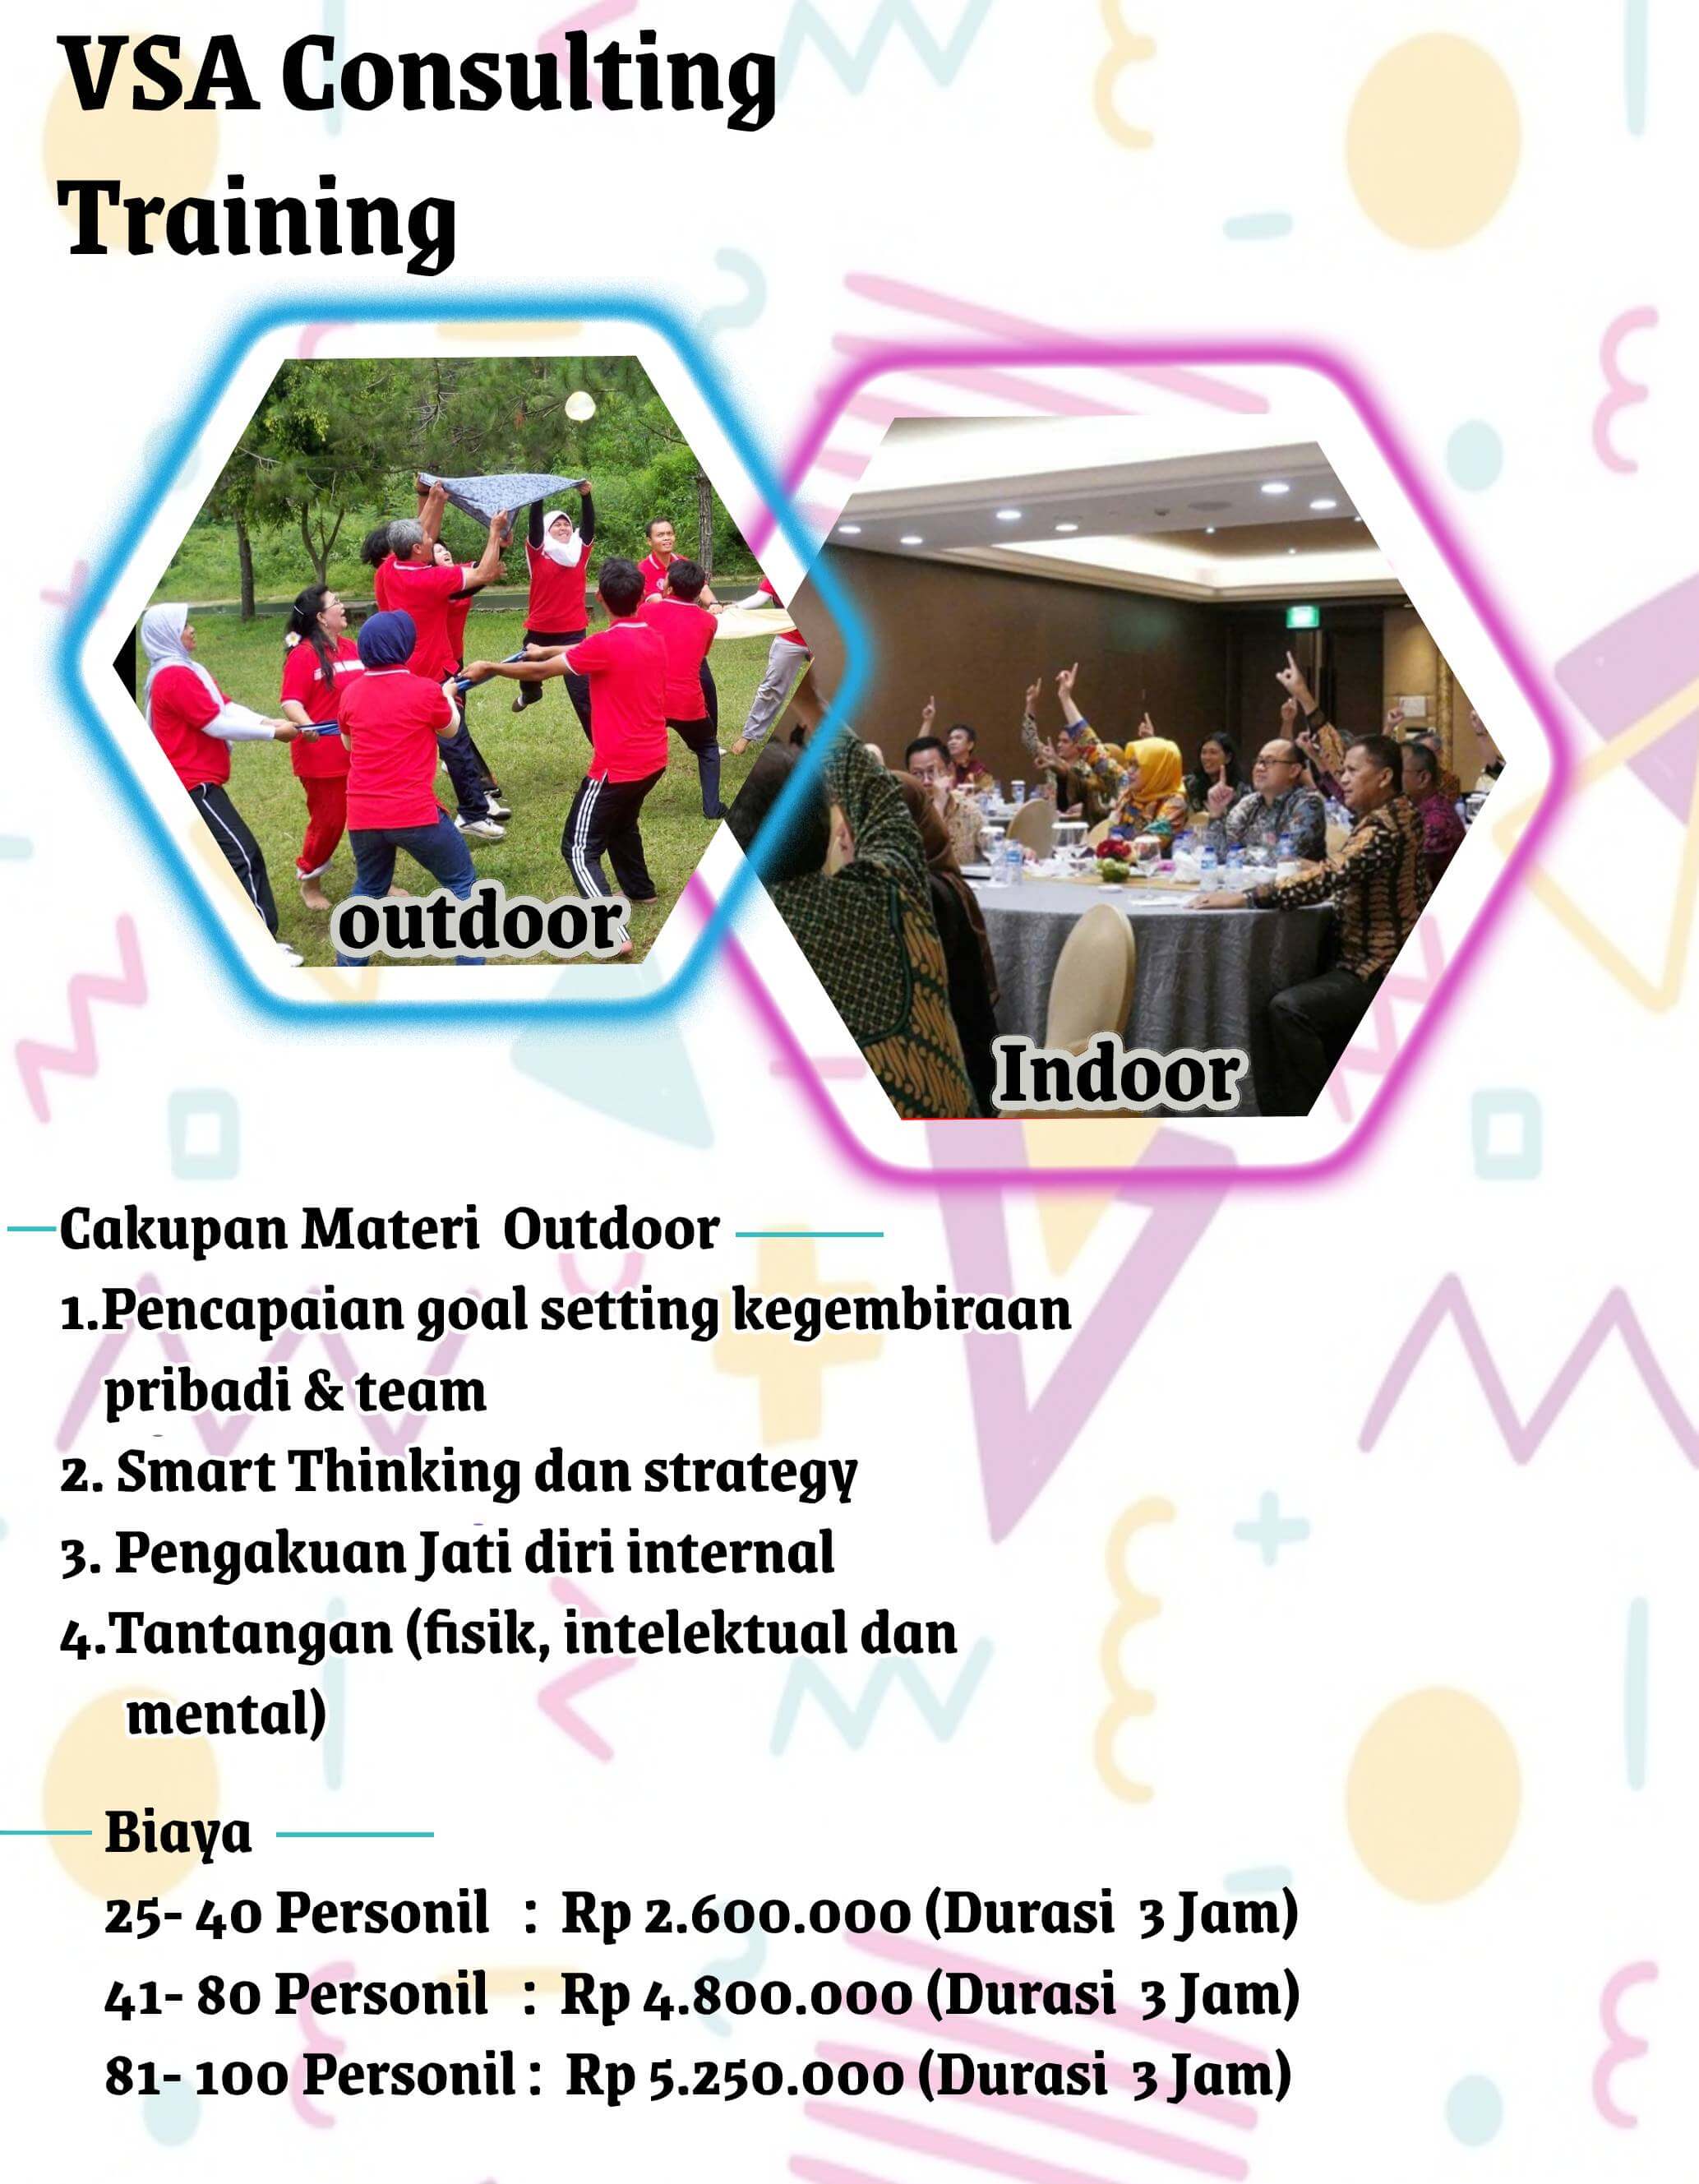 VSA Consulting
Training
outdoor
Indoor
Cakupan Materi Outdoor
1.Pencapaian goal setting kegembiraan
pribadi & team
2. Smart Thinking dan strategy
3. Pengakuan Jati diri internal
4.Tantangan (fisik, intelektual dan
mental)
Biaya
25- 40 Personil : Rp 2.600.000 (Durasi 3 Jam)
41- 80 Personil : Rp 4.800.000 (Durasi 3 Jam)
81- 100 Personil : Rp 5.250.000 (Durasi 3 Jam)